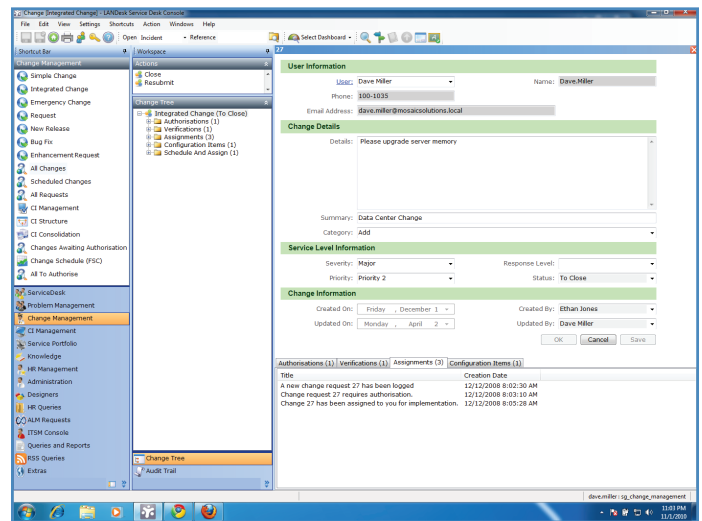 Change [Integrated Change] - LANDesk Service Desk Console
File Edit View Settings Shortcuts Action Windows Help
Open Incident Reference Select Dashboard
Shortcut Bar
Change Management
Simple Change
Integrated Change
Emergency Change
Request
New Release
Bug Fix
Enhancement Request
All Changes
Scheduled Changes
All Requests
CI Management
CI Structure
CI Consolidation
Changes Awaiting Authorisation
Change Schedule (FSC)
All To Authorise
ServiceDesk
Problem Management
Change Management
CI Management
Service Portfolio
Knowledge
HR Management
Administration
Designers
HR Queries
ALM Requests
ITSM Console
Queries and Reports
RSS Queries
Extras
Workspace
Actions
Close
Resubmit
Change Tree
Integrated Change (To Close)
Authorisations (1)
Verifications (1)
Assignments (3)
Configuration Items (1)
Schedule And Assign (1)
Change Tree
Audit Trail
27
User Information
User: Dave Miller Name: Dave.Miller
Phone: 100-1035
Email Address: dave.miller@mosaicsolutions.local
Change Details
Details: Please upgrade server memory
Summary: Data Center Change
Category: Add
Service Level Information
Severity: Major Response Level:
Priority: Priority 2 Status: To Close
Change Information
Created On: Friday , December 1 Created By: Ethan Jones
Updated On: Monday , April 2 Updated By: Dave Miller
OK Cancel Save
Authorisations (1) Verifications (1) Assignments (3) Configuration Items (1)
Title Creation Date
A new change request 27 has been logged 12/12/2008 8:02:30 AM
Change request 27 requires authorisation. 12/12/2008 8:03:10 AM
Change 27 has been assigned to you for implementation. 12/12/2008 8:05:28 AM
dave.miller : sg_change_management
11:03 PM
11/1/2010